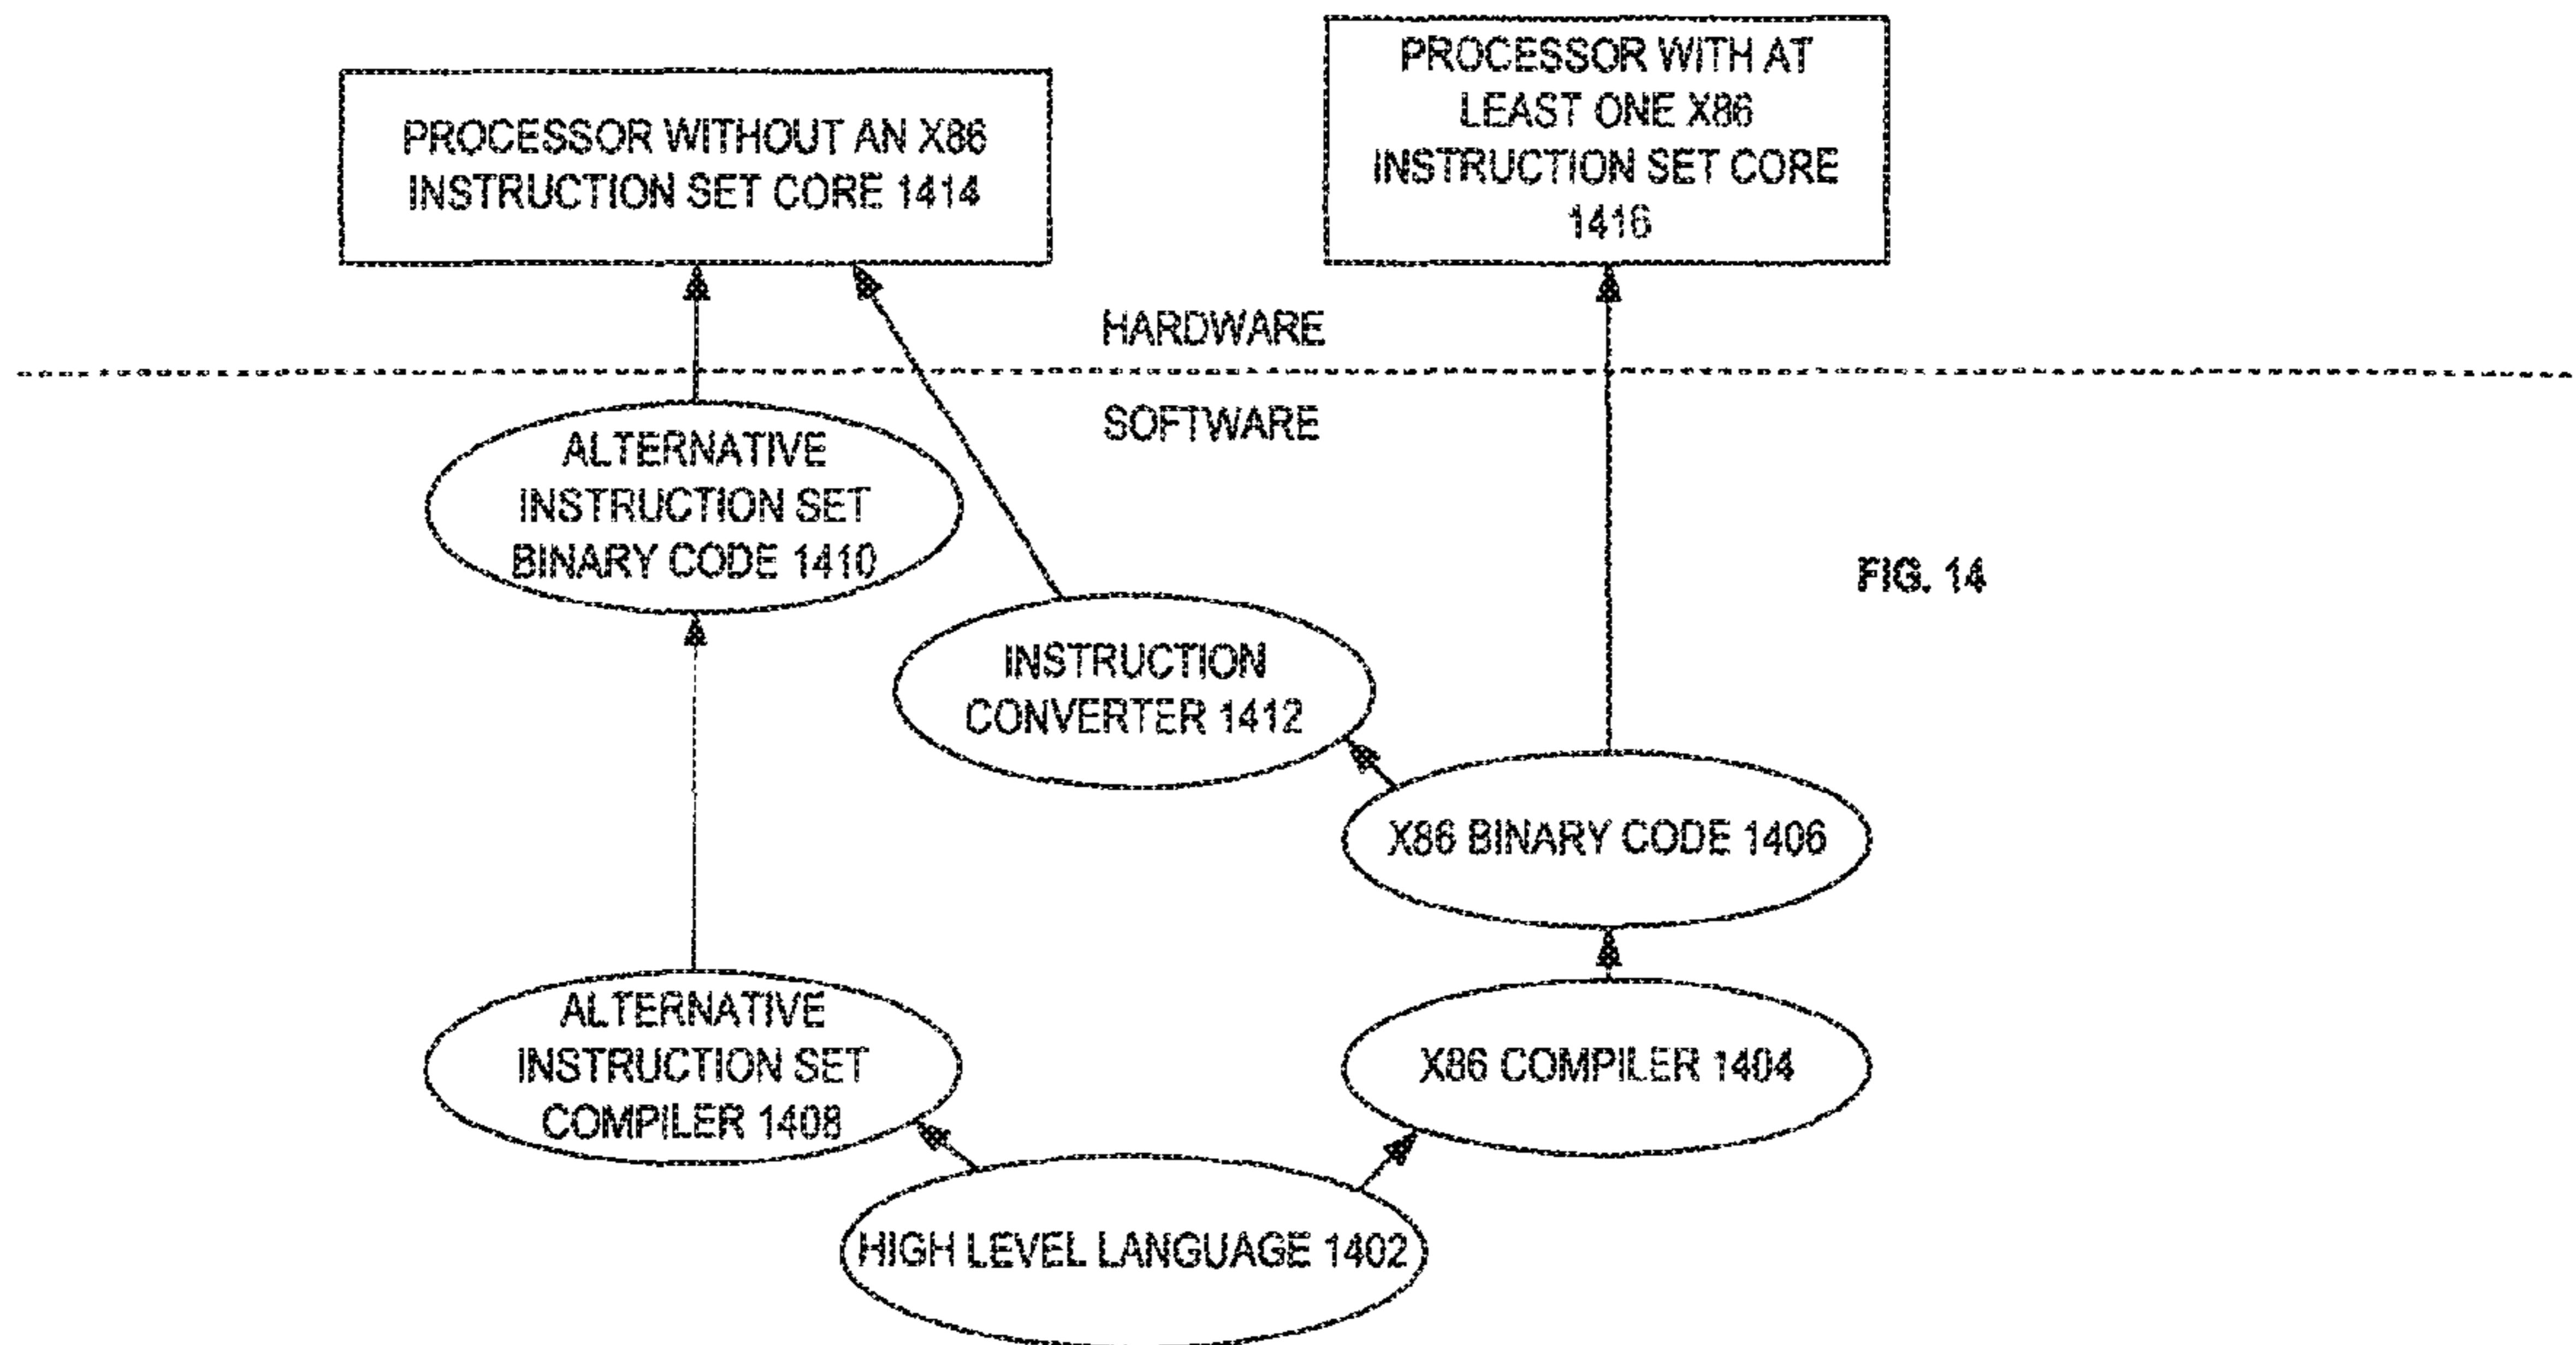 PROCESSOR WITHOUT AN X86
INSTRUCTION SET CORE 1414
PROCESSOR WITH AT
LEAST ONE X86
INSTRUCTION SET CORE
1416
HARDWARE
SOFTWARE
ALTERNATIVE
INSTRUCTION SET
BINARY CODE 1410
FIG. 14
INSTRUCTION
CONVERTER 1412
X86 BINARY CODE 1406
ALTERNATIVE
INSTRUCTION SET
COMPILER 1408
X86 COMPILER 1404
HIGH LEVEL LANGUAGE 1402